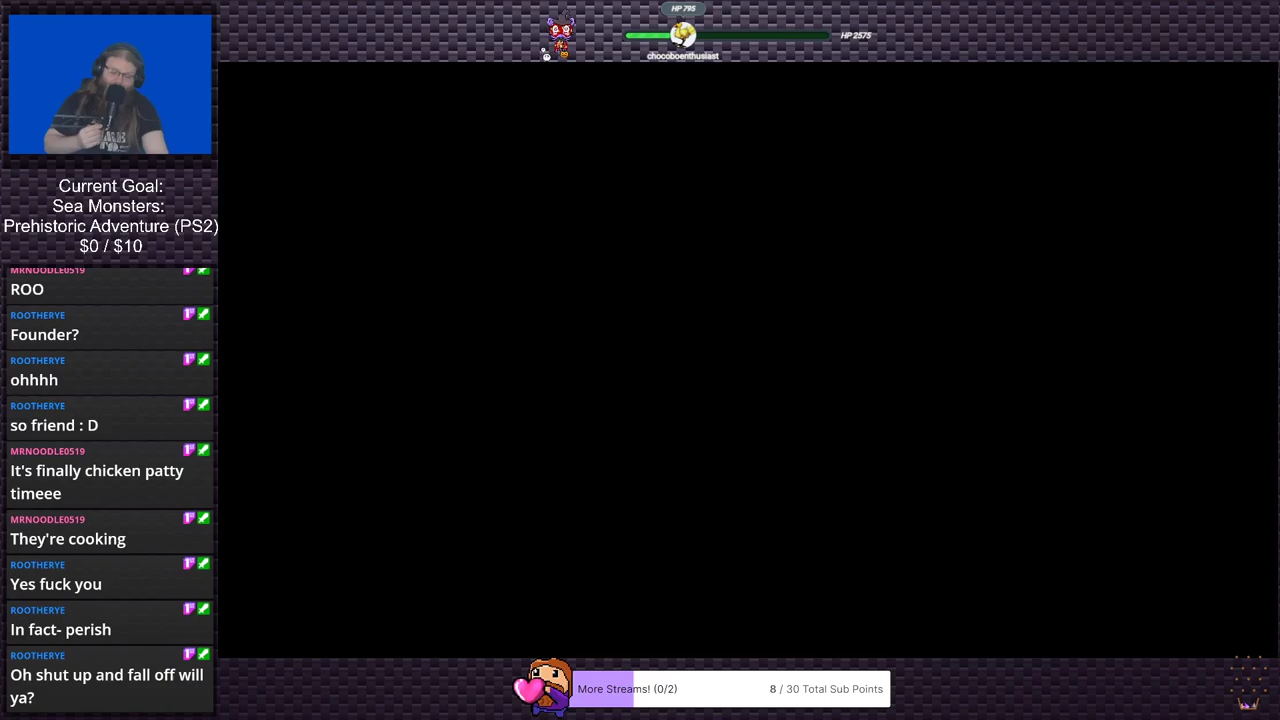 HP 795
HP 2575
chocoboenthusiast
Current Goal:
Sea Monsters:
Prehistoric Adventure (PS2)
$0 / $10
MRNOODLE0519
ROO
ROOTHERYE
Founder?
ROOTHERYE
ohhhh
ROOTHERYE
so friend : D
MRNOODLE0519
It's finally chicken patty
timeee
MRNOODLE0519
They're cooking
ROOTHERYE
Yes fuck you
ROOTHERYE
In fact- perish
ROOTHERYE
Oh shut up and fall off will
ya?
More Streams! (0/2)
8 / 30 Total Sub Points